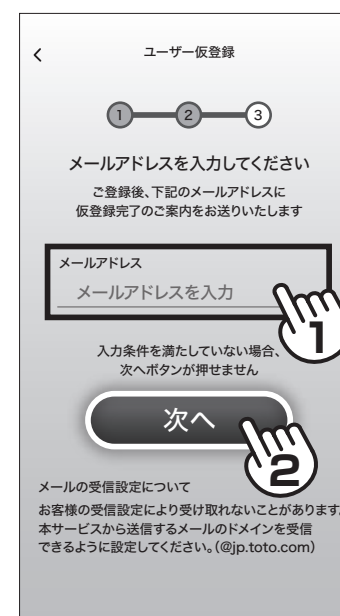 ユーザー仮登録
1 2 3
メールアドレスを入力してください
ご登録後、下記のメールアドレスに
仮登録完了のご案内をお送りいたします
メールアドレス
メールアドレスを入力
1
入力条件を満たしていない場合、
次へボタンが押せません
次へ
2
メールの受信設定について
お客様の受信設定により受け取れないことがあります。
本サービスから送信するメールのドメインを受信
できるように設定してください。(@jp.toto.com)